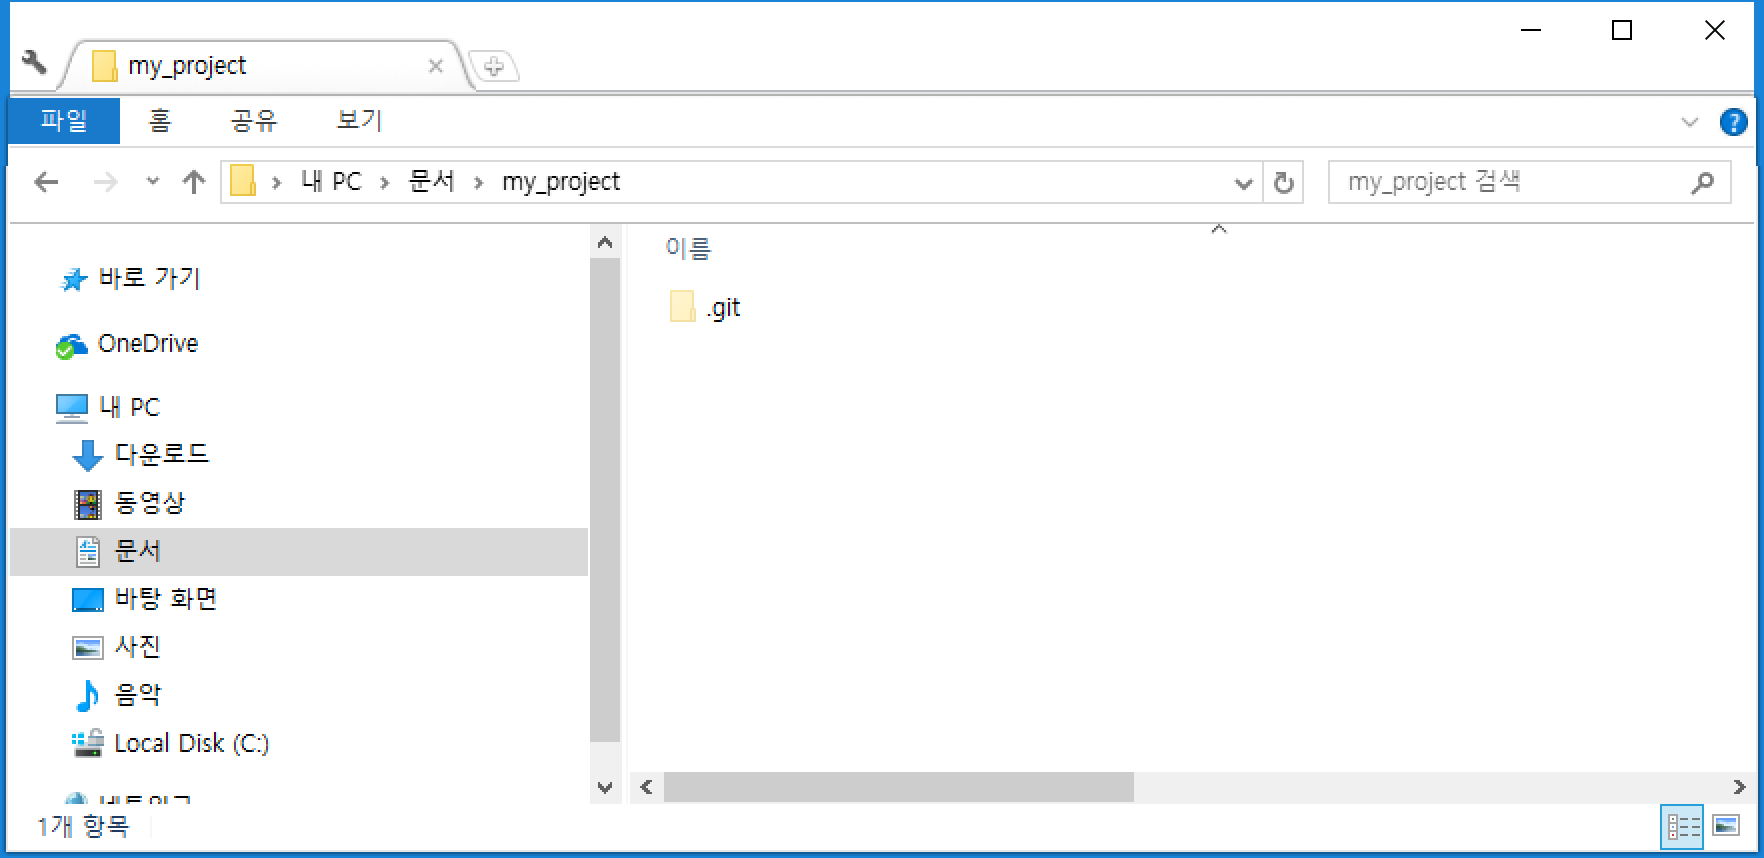 my_project
파일 홈 공유 보기
내 PC 문서 my_project my_project 검색
이름
.git
바로 가기
OneDrive
내 PC
다운로드
동영상
문서
바탕 화면
사진
음악
Local Disk (C:)
1개 항목